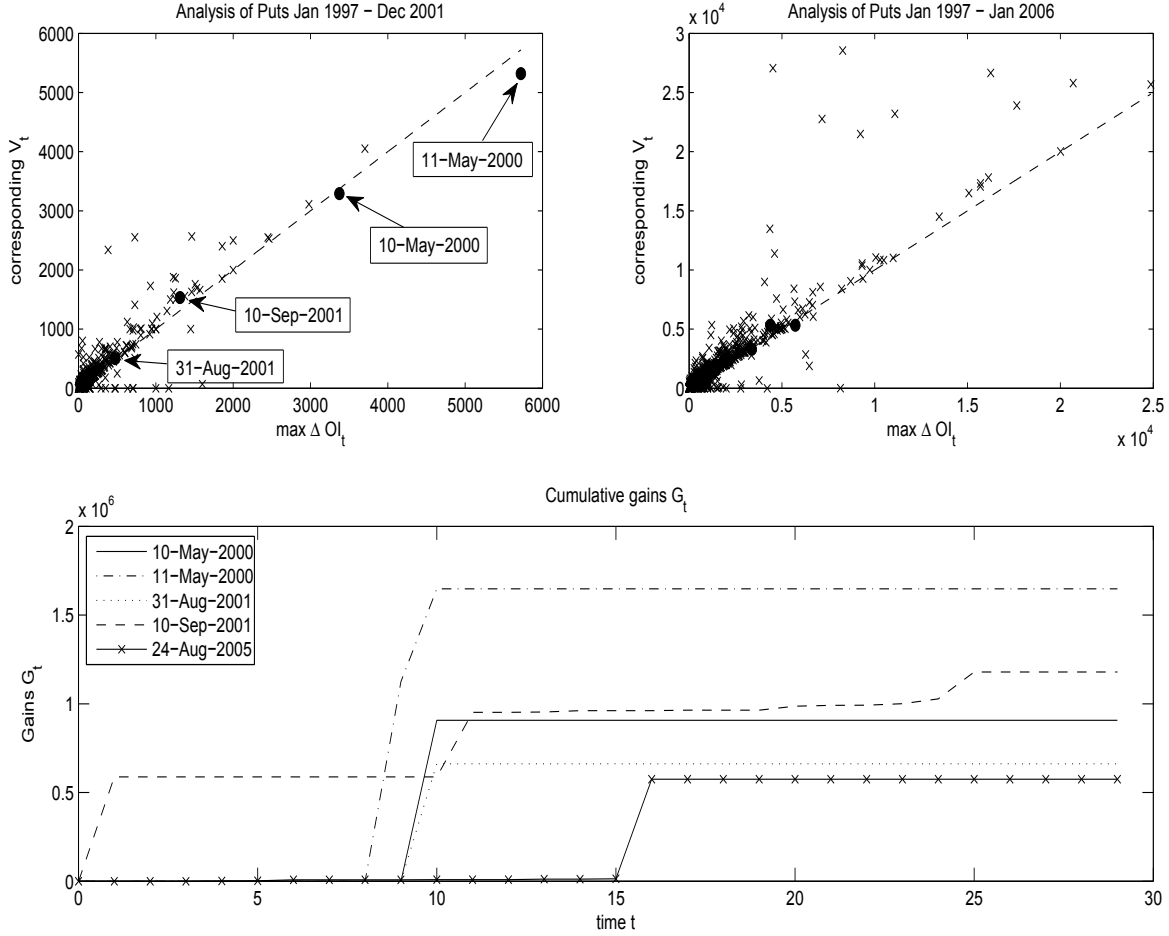 Analysis of Puts Jan 1997 − Dec 2001
6000
5000
4000
3000
2000
1000
0
corresponding V_t
11−May−2000
10−May−2000
10−Sep−2001
31−Aug−2001
0 1000 2000 3000 4000 5000 6000
max Δ OI_t
Analysis of Puts Jan 1997 − Jan 2006
x 10^4
3
2.5
2
1.5
1
0.5
0
corresponding V_t
0 0.5 1 1.5 2 2.5
max Δ OI_t
x 10^4
Cumulative gains G_t
x 10^6
2
1.5
1
0.5
0
Gains G_t
10−May−2000
11−May−2000
31−Aug−2001
10−Sep−2001
24−Aug−2005
0 5 10 15 20 25 30
time t